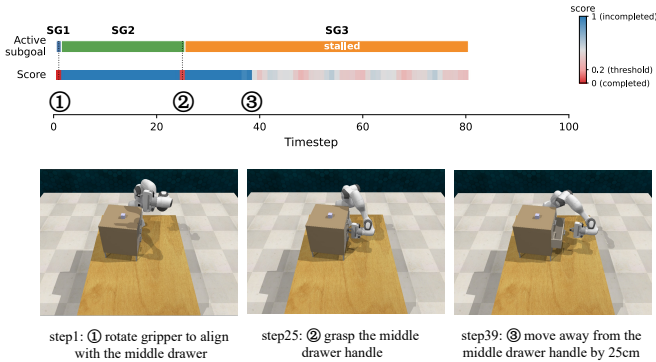 score
1 (incompleted)
0.2 (threshold)
0 (completed)
SG1 SG2 SG3
Active subgoal
stalled
Score
① ② ③
0 20 40 60 80 100
Timestep
step1: ① rotate gripper to align
with the middle drawer
step25: ② grasp the middle
drawer handle
step39: ③ move away from the
middle drawer handle by 25cm